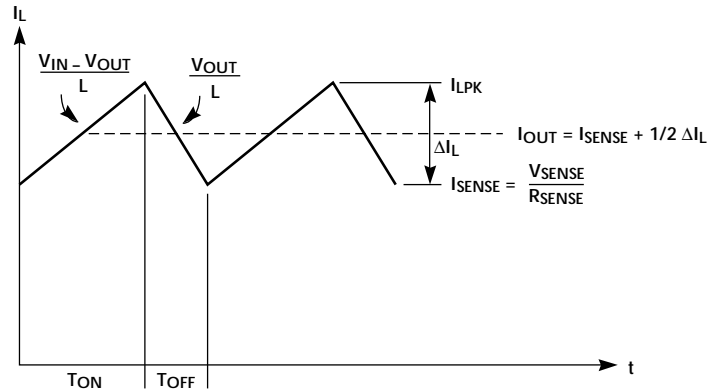 IL
VIN – VOUT
L
VOUT
L
ILPK
IOUT = ISENSE + 1/2 ΔIL
ΔIL
ISENSE = VSENSE
RSENSE
t
TON
TOFF